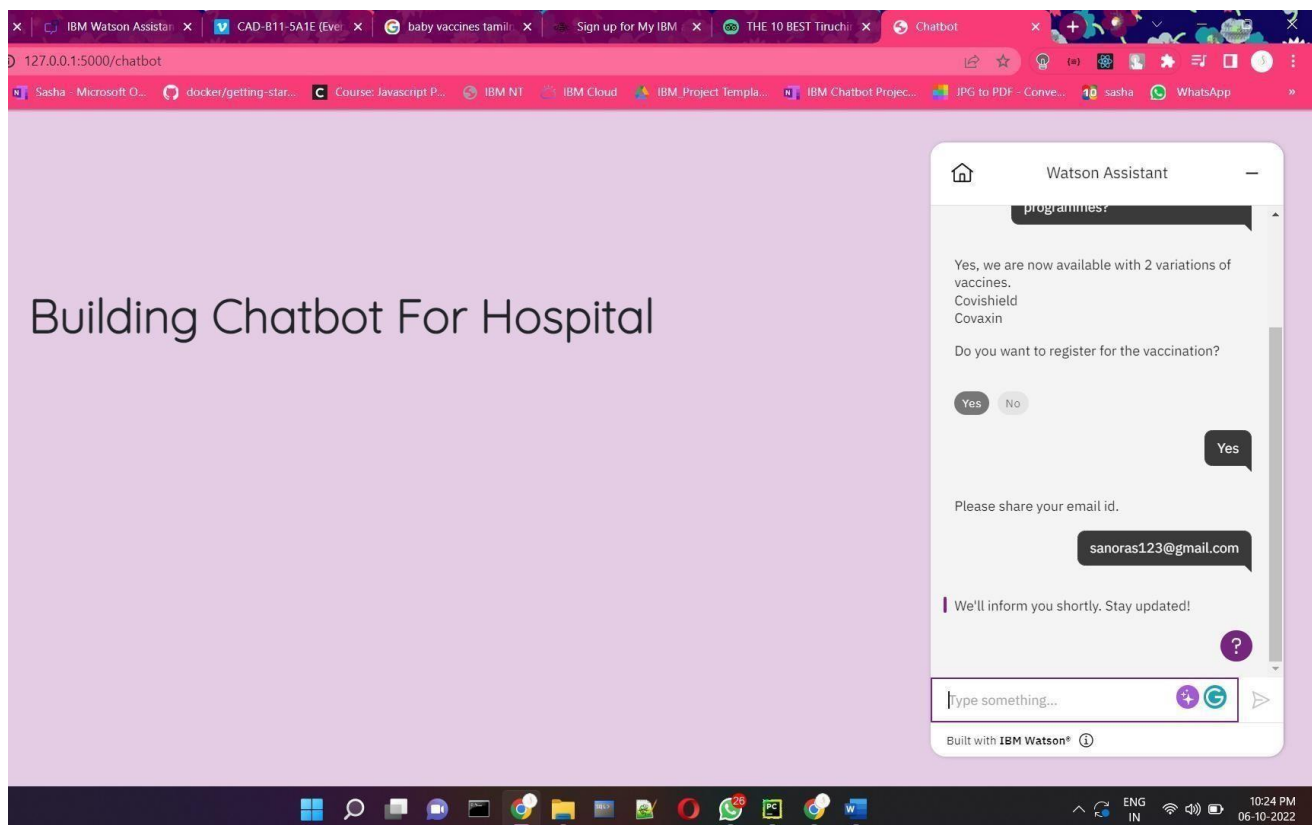 IBM Watson Assistan
CAD-B11-5A1E (Ever
baby vaccines tamiln
Sign up for My IBM
THE 10 BEST Tiruchir
Chatbot
127.0.0.1:5000/chatbot
Sasha - Microsoft O...
docker/getting-star...
Course: Javascript P...
IBM NT
IBM Cloud
IBM_Project Templa...
IBM Chatbot Projec...
JPG to PDF - Conve...
sasha
WhatsApp
»
Building Chatbot For Hospital
Watson Assistant
programmes?
Yes, we are now available with 2 variations of
vaccines.
Covishield
Covaxin
Do you want to register for the vaccination?
Yes No
Yes
Please share your email id.
sanoras123@gmail.com
We'll inform you shortly. Stay updated!
?
Type something...
Built with IBM Watson®
26
ENG
IN
10:24 PM
06-10-2022